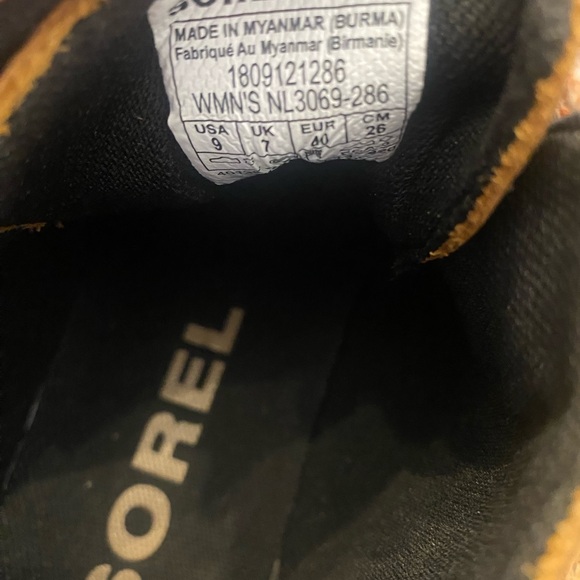 SOREL
MADE IN MYANMAR (BURMA)
Fabriqué Au Myanmar (Birmanie)
1809121286
WMN'S NL3069-286
USA UK EUR CM
9 7 40 26
SOREL